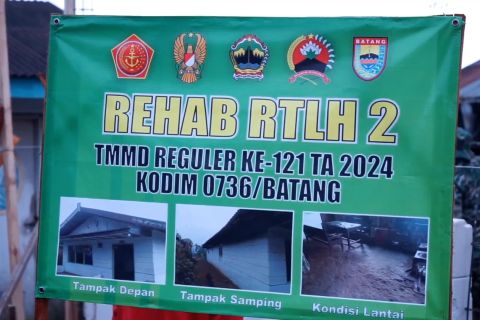 BATANG
REHAB RTLH 2
TMMD REGULER KE-121 TA 2024
KODIM 0736/BATANG
Tampak Depan
Tampak Samping
Kondisi Lantai